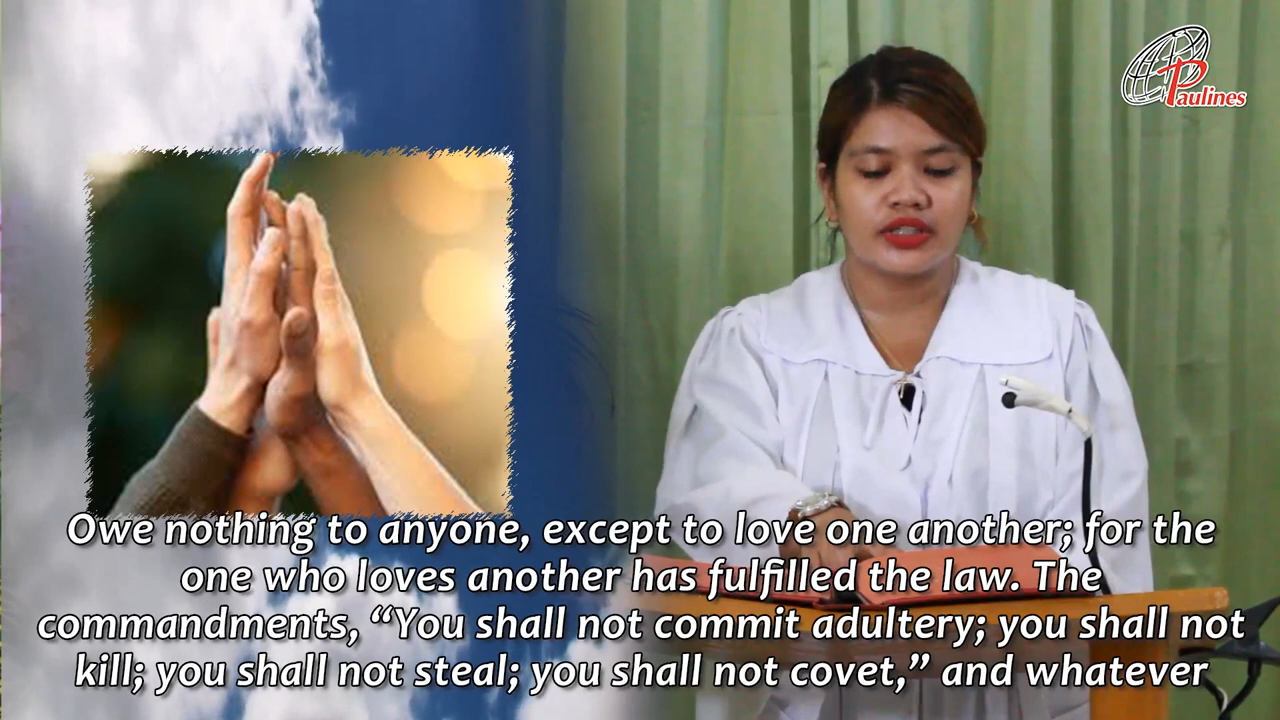 Paulines
Owe nothing to anyone, except to love one another; for the
one who loves another has fulfilled the law. The
commandments, “You shall not commit adultery; you shall not
kill; you shall not steal; you shall not covet,” and whatever